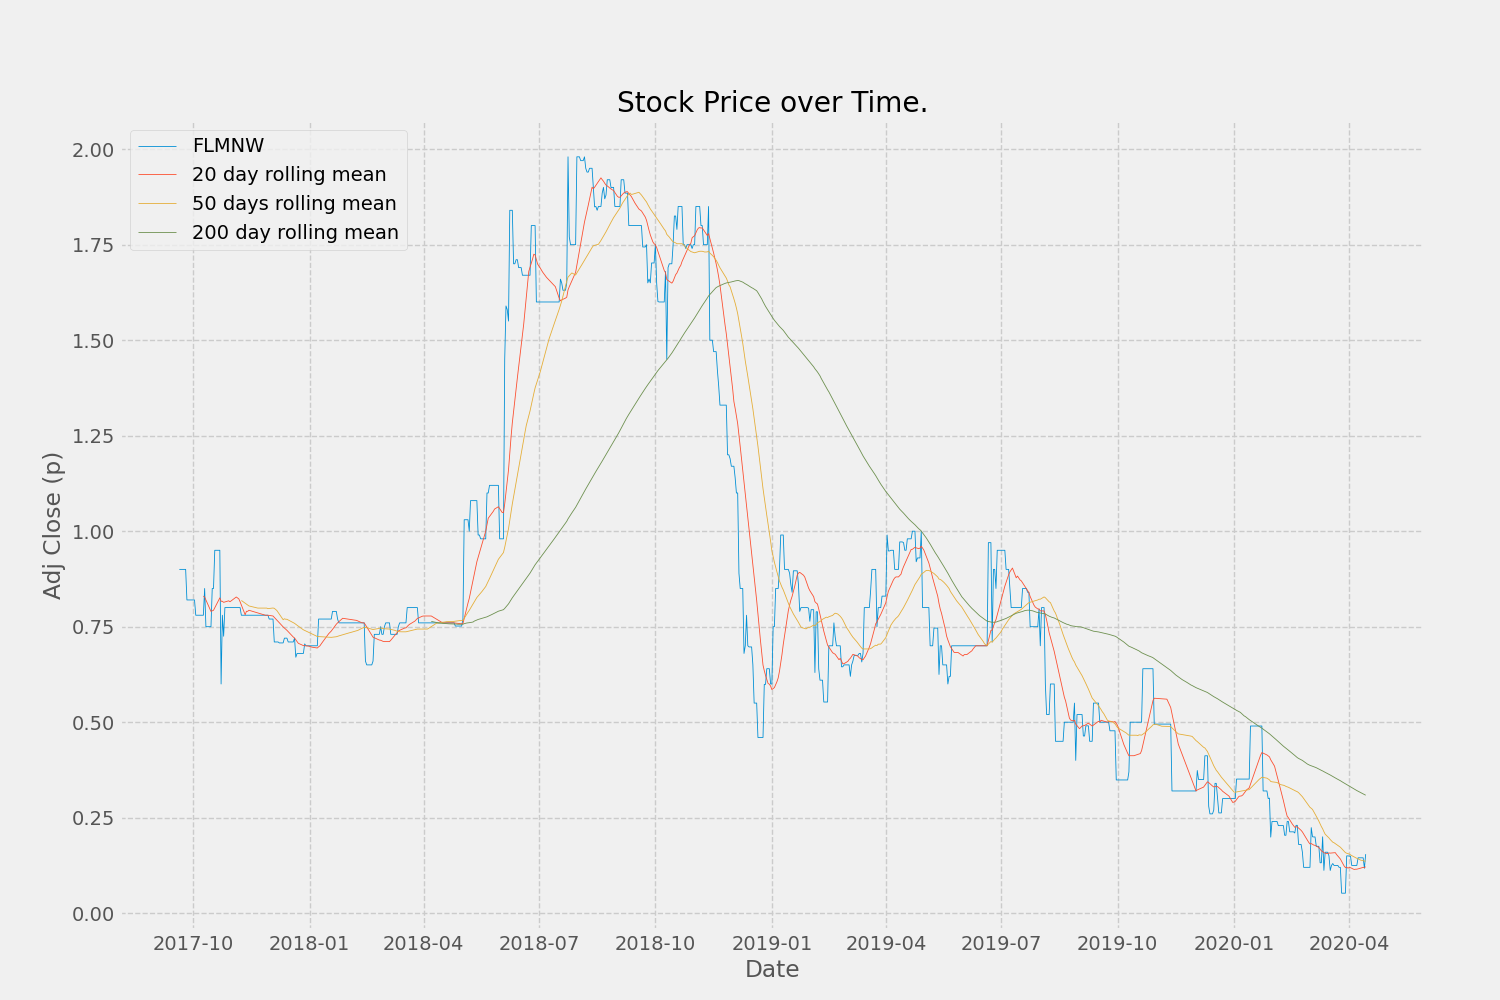 Stock Price over Time.
FLMNW
20 day rolling mean
50 days rolling mean
200 day rolling mean
Adj Close (p)
2.00
1.75
1.50
1.25
1.00
0.75
0.50
0.25
0.00
2017-10 2018-01 2018-04 2018-07 2018-10 2019-01 2019-04 2019-07 2019-10 2020-01 2020-04
Date